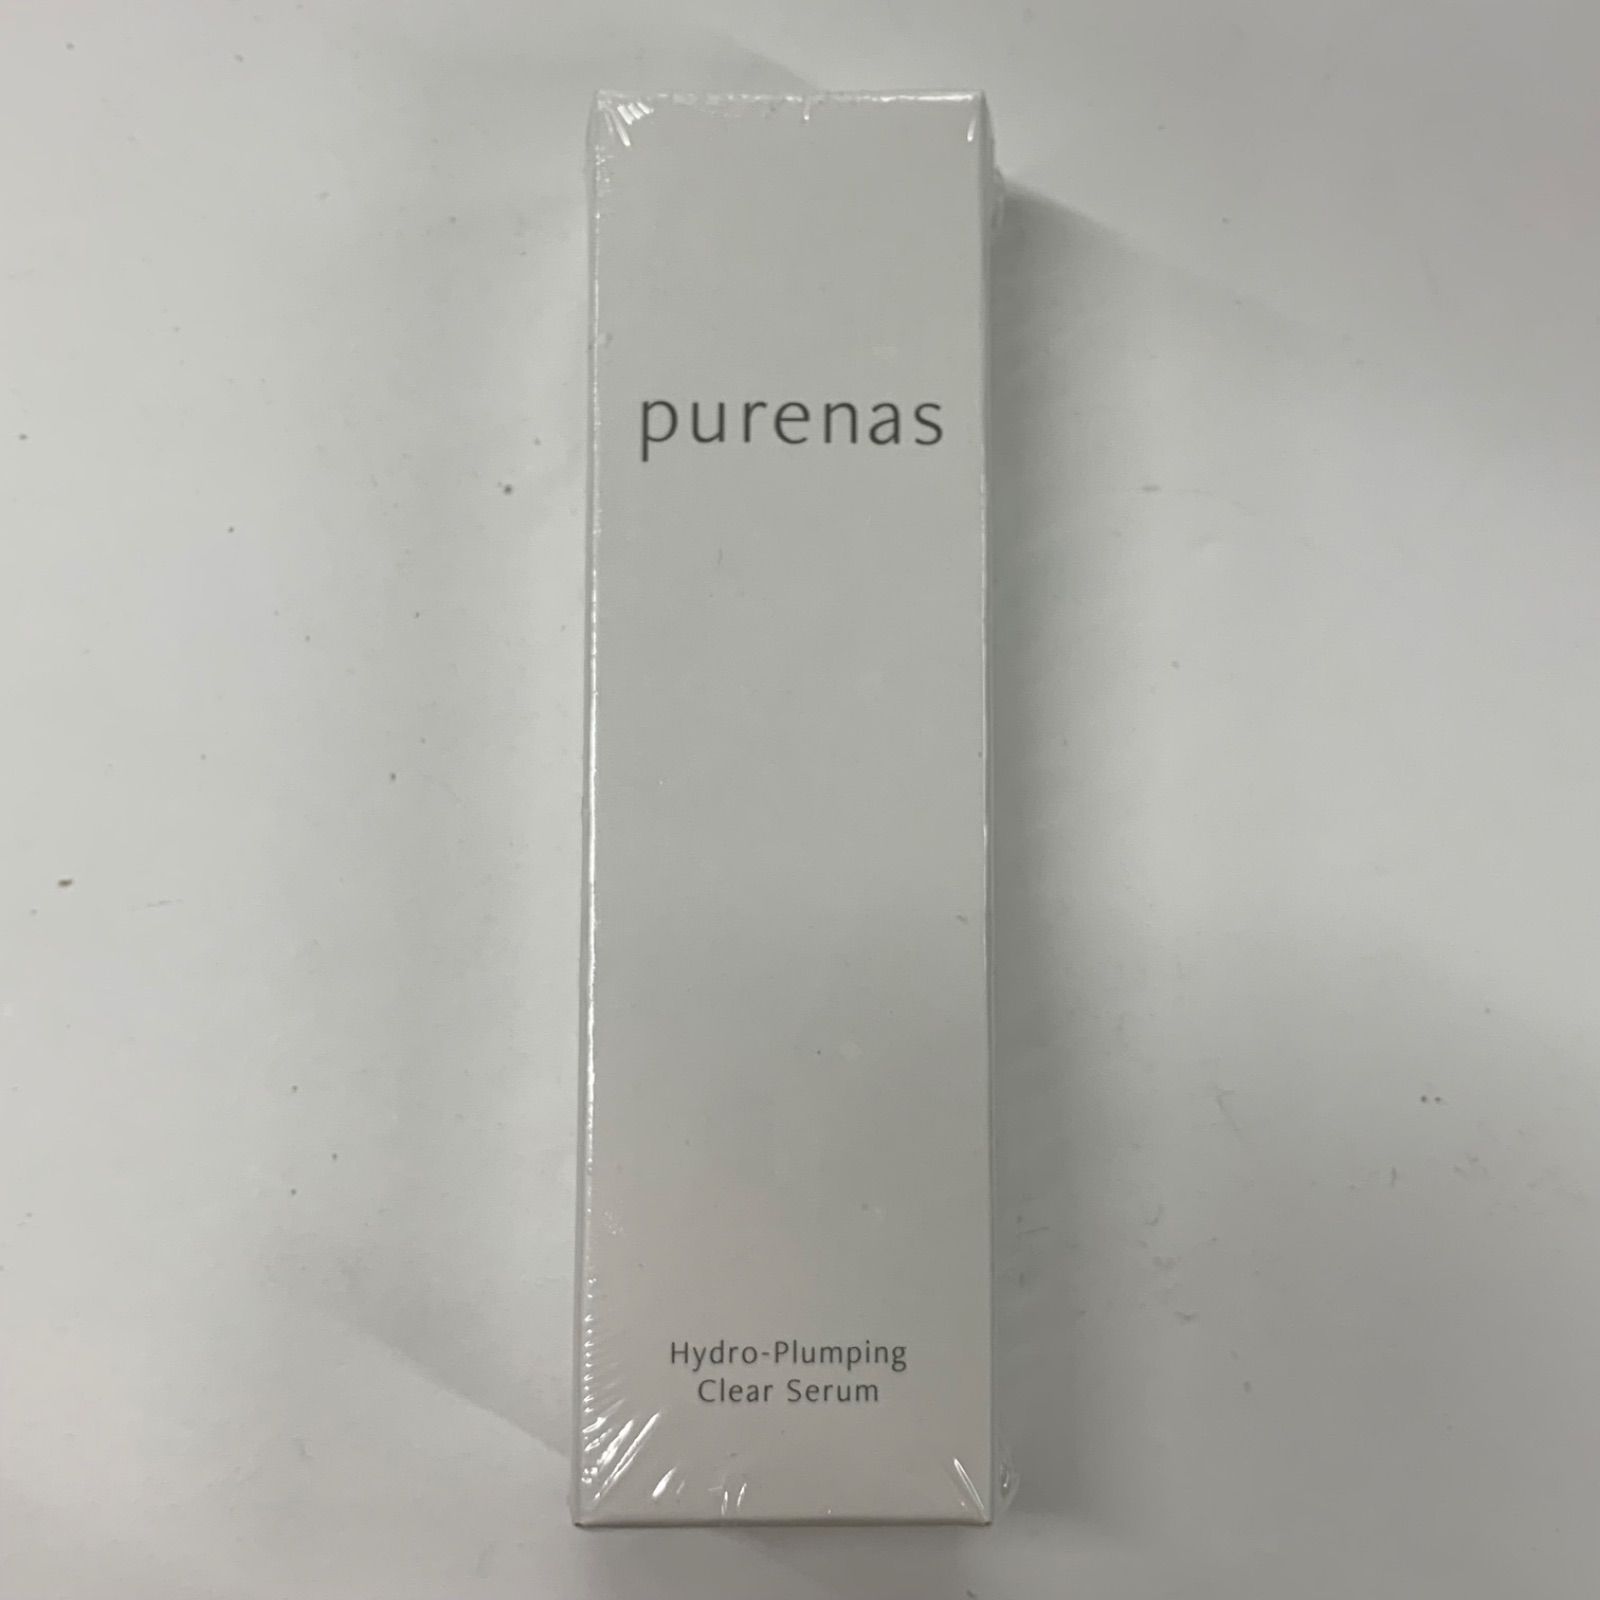 purenas
Hydro-Plumping
Clear Serum